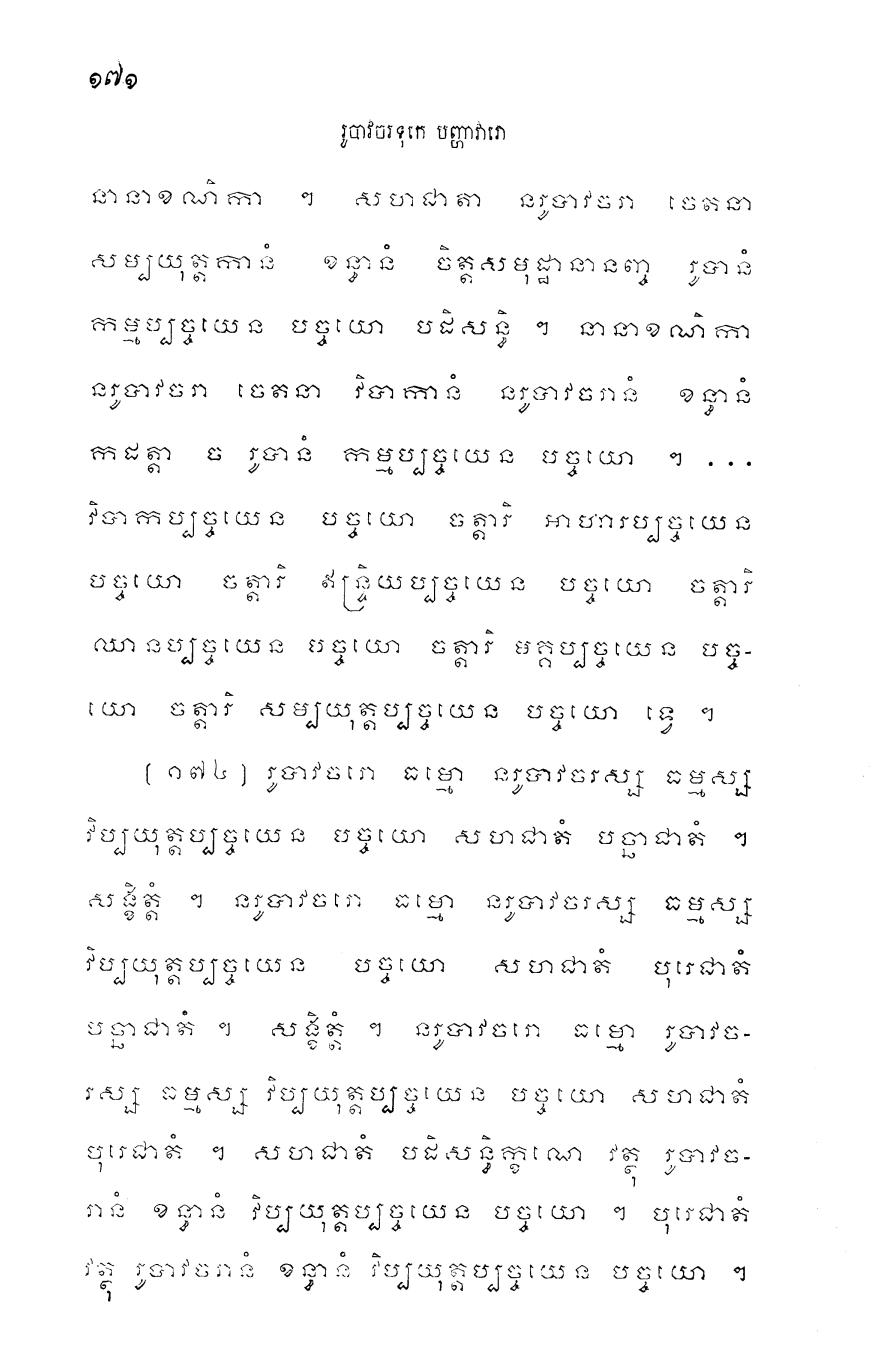 ១៧១
រូបាវចរទុកេ បញ្ហាវារោ
នានាខណិកា ។ សហជាតា នរូបាវចរា ចេតនា
សម្បយុត្តកានំ ខន្ធានំ ចិត្តសមុដ្ឋានានញ្ច រូបានំ
កម្មប្បច្ចយេន បច្ចយោ បដិសន្ធិ ។ នានាខណិកា
នរូបាវចរា ចេតនា វិបាកានំ នរូបាវចរានំ ខន្ធានំ
កដត្តា ច រូបានំ កម្មប្បច្ចយេន បច្ចយោ ។ ...
វិបាកប្បច្ចយេន បច្ចយោ ចត្តារិ អាហារប្បច្ចយេន
បច្ចយោ ចត្តារិ ឥន្ទ្រិយប្បច្ចយេន បច្ចយោ ចត្តារិ
ឈានប្បច្ចយេន បច្ចយោ ចត្តារិ មគ្គប្បច្ចយេន បច្ច-
យោ ចត្តារិ សម្បយុត្តប្បច្ចយេន បច្ចយោ ទ្វេ ។
(១៧៤) រូបាវចរោ ធម្មោ នរូបាវចរស្ស ធម្មស្ស
វិប្បយុត្តប្បច្ចយេន បច្ចយោ សហជាតំ បច្ឆាជាតំ ។
សង្ខិត្តំ ។ នរូបាវចរោ ធម្មោ នរូបាវចរស្ស ធម្មស្ស
វិប្បយុត្តប្បច្ចយេន បច្ចយោ សហជាតំ បុរេជាតំ
បច្ឆាជាតំ ។ សង្ខិត្តំ ។ នរូបាវចរោ ធម្មោ រូបាវច-
រស្ស ធម្មស្ស វិប្បយុត្តប្បច្ចយេន បច្ចយោ សហជាតំ
បុរេជាតំ ។ សហជាតំ បដិសន្ធិក្ខណេ វត្ថុ រូបាវច-
រានំ ខន្ធានំ វិប្បយុត្តប្បច្ចយេន បច្ចយោ ។ បុរេជាតំ
វត្ថុ រូបាវចរានំ ខន្ធានំ វិប្បយុត្តប្បច្ចយេន បច្ចយោ ។